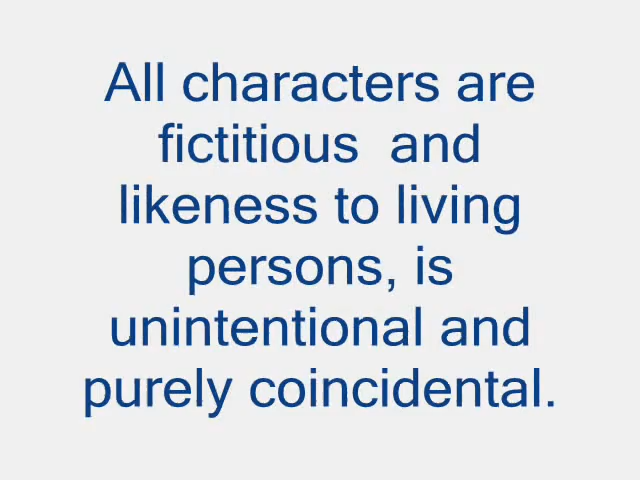 All characters are
fictitious  and
likeness to living
persons, is
unintentional and
purely coincidental.